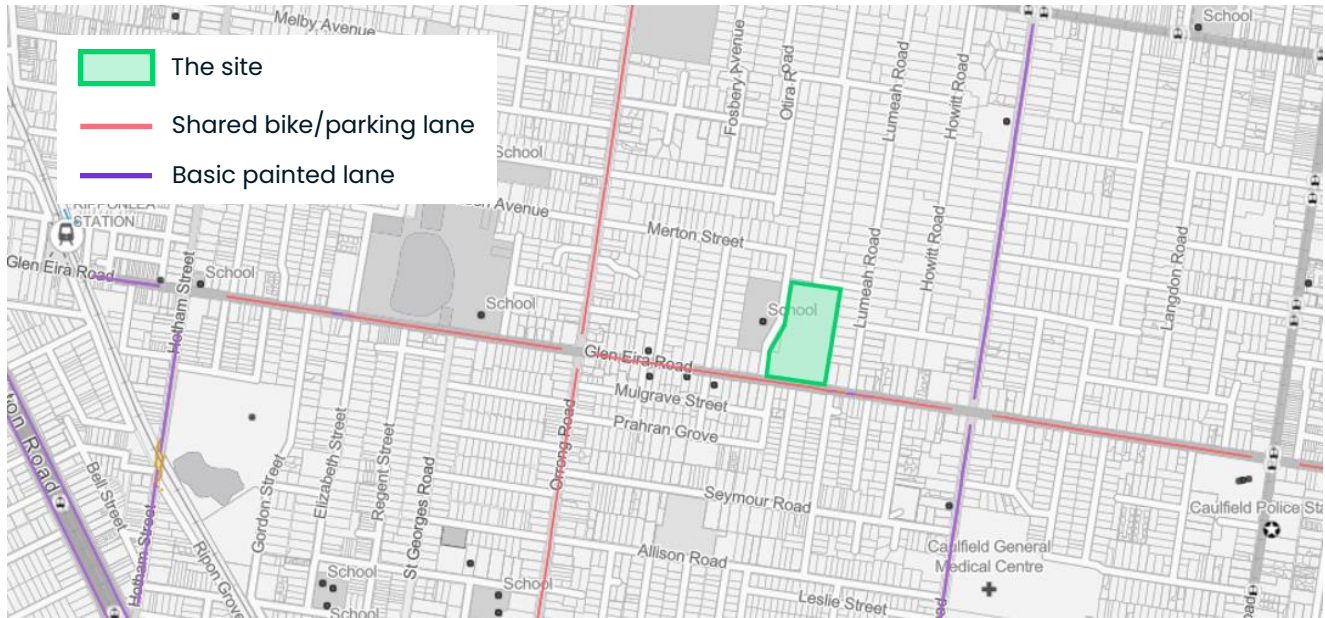 Melby Avenue
School
The site
Shared bike/parking lane
Basic painted lane
Fosbery Avenue
Otira Road
Lumeah Road
Howitt Road
School
Avenue
STATION
Merton Street
Howitt Road
Lumeah Road
Langdon Road
Glen Eira Road
School
Hotham Street
School
School
Glen Eira Road
Mulgrave Street
Prahran Grove
Orrong Road
Elizabeth Street
Regent Street
St Georges Road
Gordon Street
Bell Street
Road
Seymour Road
Caulfield Police Sta
Hotham Street
Ripon Grove
Allison Road
Caulfield General
Medical Centre
School
School
School
Leslie Street